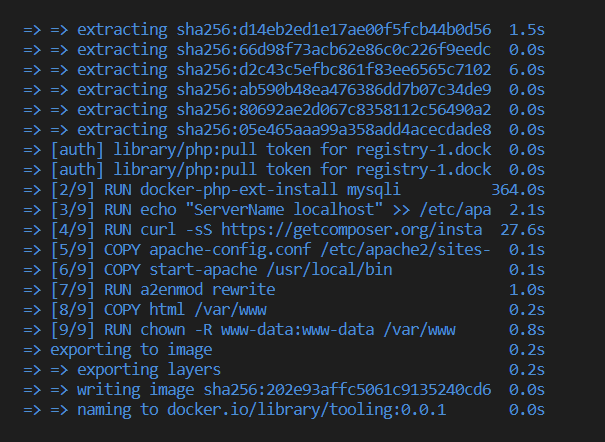 => => extracting sha256:d14eb2ed1e17ae00f5fcb44b0d56 1.5s
=> => extracting sha256:66d98f73acb62e86c0c226f9eedc 0.0s
=> => extracting sha256:d2c43c5efbc861f83ee6565c7102 6.0s
=> => extracting sha256:ab590b48ea476386dd7b07c34de9 0.0s
=> => extracting sha256:80692ae2d067c8358112c56490a2 0.0s
=> => extracting sha256:05e465aaa99a358add4acecdade8 0.0s
=> [auth] library/php:pull token for registry-1.dock 0.0s
=> [auth] library/php:pull token for registry-1.dock 0.0s
=> [2/9] RUN docker-php-ext-install mysqli 364.0s
=> [3/9] RUN echo "ServerName localhost" >> /etc/apa 2.1s
=> [4/9] RUN curl -sS https://getcomposer.org/insta 27.6s
=> [5/9] COPY apache-config.conf /etc/apache2/sites- 0.1s
=> [6/9] COPY start-apache /usr/local/bin 0.1s
=> [7/9] RUN a2enmod rewrite 1.0s
=> [8/9] COPY html /var/www 0.2s
=> [9/9] RUN chown -R www-data:www-data /var/www 0.8s
=> exporting to image 0.2s
=> => exporting layers 0.2s
=> => writing image sha256:202e93affc5061c9135240cd6 0.0s
=> => naming to docker.io/library/tooling:0.0.1 0.0s